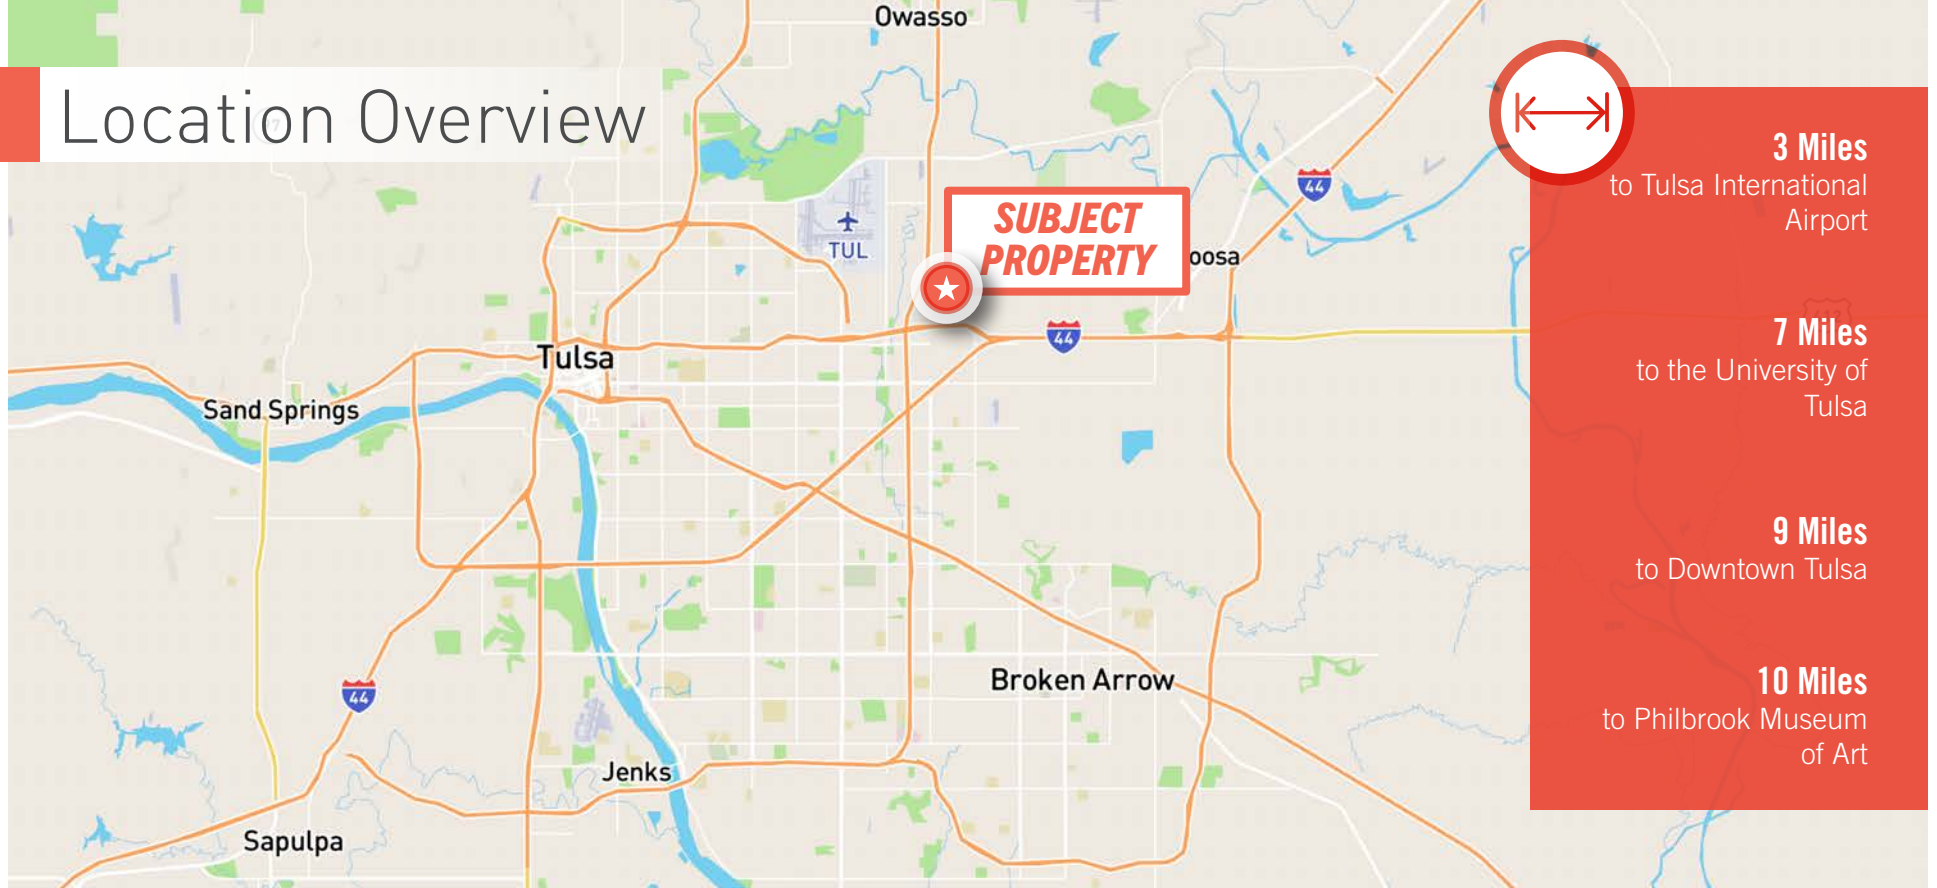 Owasso
Location Overview
44
3 Miles
to Tulsa International
Airport
SUBJECT
PROPERTY
TUL
oosa
7 Miles
to the University of
Tulsa
44
Tulsa
Sand Springs
9 Miles
to Downtown Tulsa
Broken Arrow
44
10 Miles
to Philbrook Museum
of Art
Jenks
Sapulpa